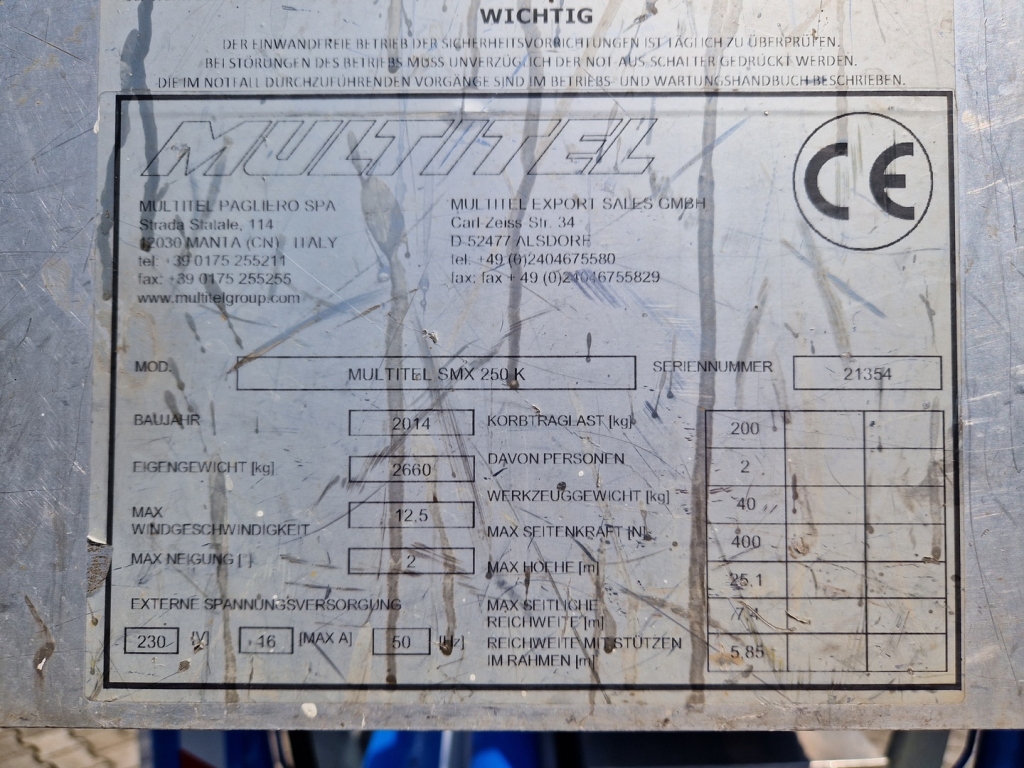 WICHTIG
DER EINWANDFREIE BETRIEB DER SICHERHEITSVORRICHTUNGEN IST TÄGLICH ZU ÜBERPRÜFEN.
BEI STÖRUNGEN DES BETRIEBS MUSS UNVERZÜGLICH DER NOT AUS SCHALTER GEDRÜCKT WERDEN.
DIE IM NOTFALL DURCHZUFÜHRENDEN VORGÄNGE SIND IM BETRIEBS- UND WARTUNGSHANDBUCH BESCHRIEBEN.
MULTITEL
CE
MULTITEL PAGLIERO SPA
Strada Statale, 114
12030 MANTA (CN) ITALY
tel: +39 0175 255211
fax: +39 0175 255255
www.multitelgroup.com
MULTITEL EXPORT SALES GMBH
Carl Zeiss Str. 34
D-52477 ALSDORF
tel: +49 (0)2404675580
fax: fax + 49 (0)24046755829
MOD. MULTITEL SMX 250 K SERIENNUMMER 21354
BAUJAHR 2014
EIGENGEWICHT [kg] 2660
MAX
WINDGESCHWINDIGKEIT 12,5
MAX NEIGUNG [°] 2
EXTERNE SPANNUNGSVERSORGUNG
230 [V] 16 [MAX A] 50 [Hz]
KORBTRAGLAST [kg] 200
DAVON PERSONEN 2
WERKZEUGGEWICHT [kg] 40
MAX SEITENKRAFT [N] 400
MAX HOEHE [m] 25.1
MAX SEITLICHE
REICHWEITE [m] 7.4
REICHWEITE MIT STÜTZEN
IM RAHMEN [m] 5.85